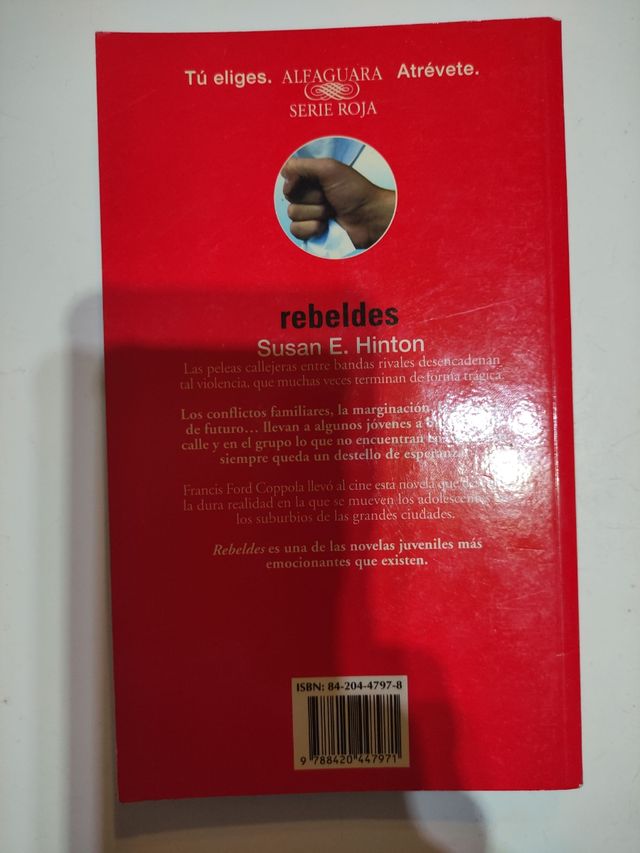 Tú eliges. ALFAGUARA Atrévete.
SERIE ROJA
rebeldes
Susan E. Hinton
Las peleas callejeras entre bandas rivales desencadenan
tal violencia, que muchas veces terminan de forma trágica.
Los conflictos familiares, la marginación,
de futuro… llevan a algunos jóvenes a
calle y en el grupo lo que no encuentran
siempre queda un destello de esperanza
Francis Ford Coppola llevó al cine esta novela que
la dura realidad en la que se mueven los adolescentes
los suburbios de las grandes ciudades.
Rebeldes es una de las novelas juveniles más
emocionantes que existen.
ISBN: 84-204-4797-8
9 788420 447971